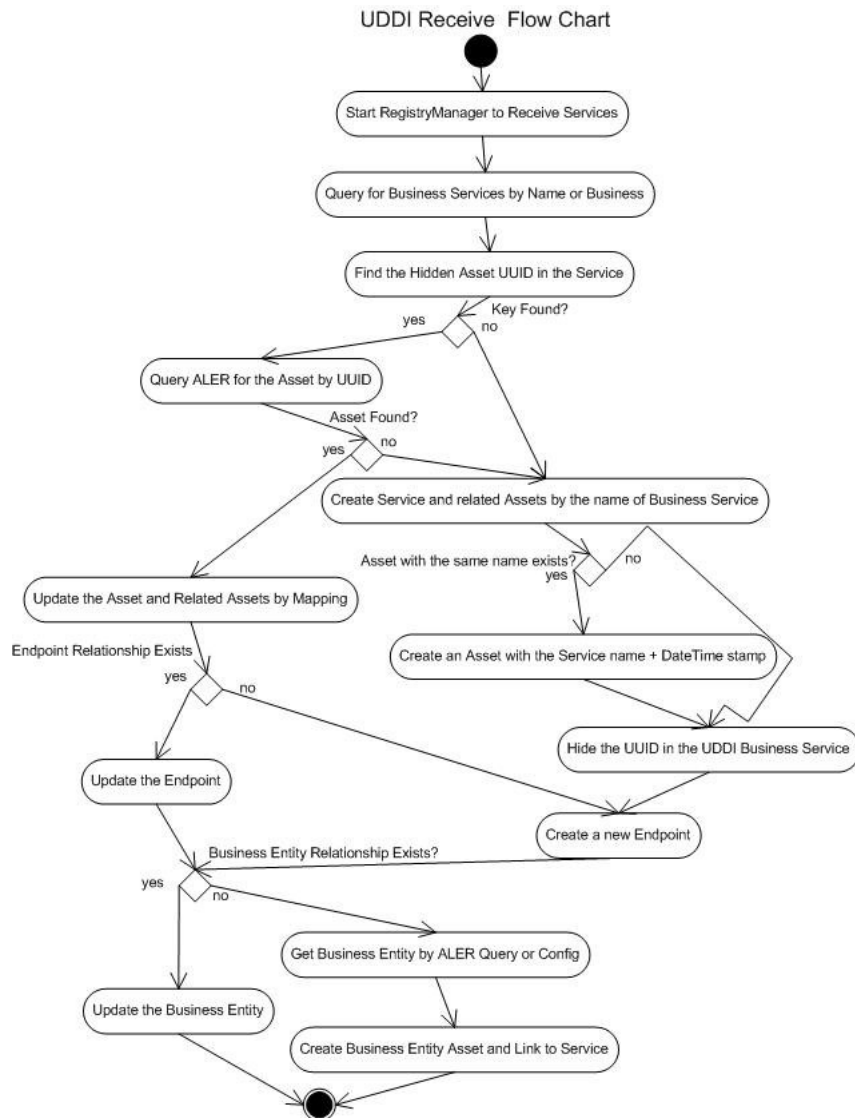 UDDI Receive Flow Chart
Start RegistryManager to Receive Services
Query for Business Services by Name or Business
Find the Hidden Asset UUID in the Service
Key Found?
yes
no
Query ALER for the Asset by UUID
Asset Found?
yes
no
Create Service and related Assets by the name of Business Service
Asset with the same name exists?
yes
no
Update the Asset and Related Assets by Mapping
Create an Asset with the Service name + DateTime stamp
Endpoint Relationship Exists
yes
no
Hide the UUID in the UDDI Business Service
Update the Endpoint
Create a new Endpoint
Business Entity Relationship Exists?
yes
no
Get Business Entity by ALER Query or Config
Update the Business Entity
Create Business Entity Asset and Link to Service